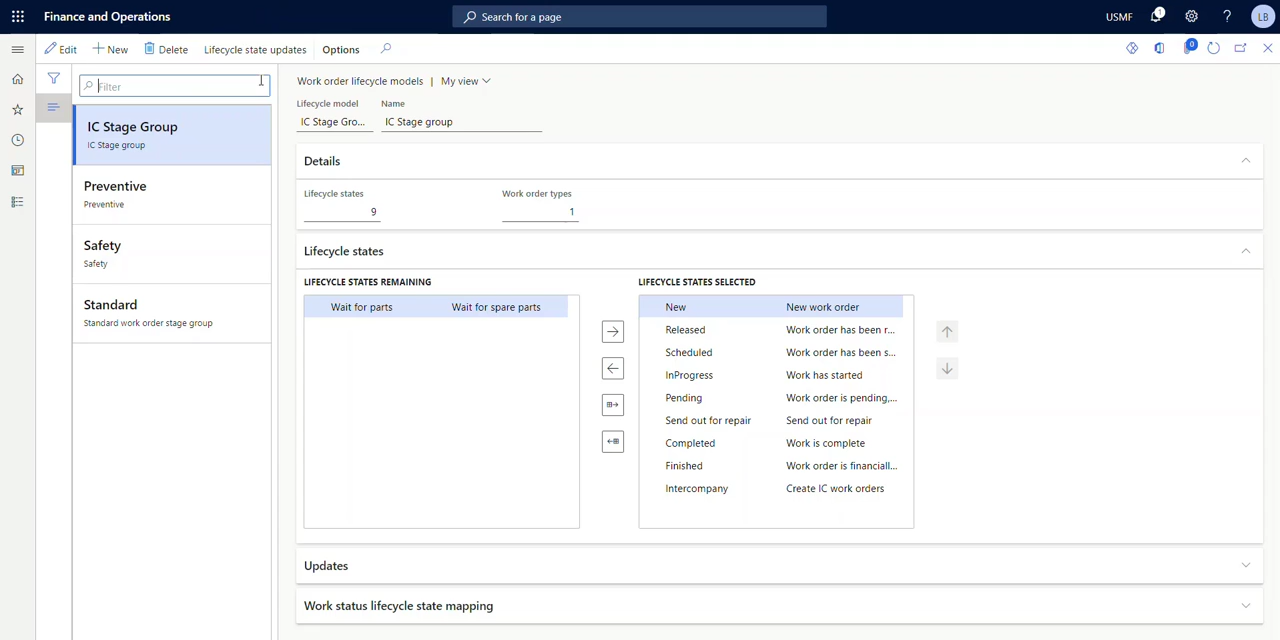 Finance and Operations
Search for a page
USMF
1
LB
Edit
New
Delete
Lifecycle state updates
Options
0
Filter
IC Stage Group
IC Stage group
Preventive
Preventive
Safety
Safety
Standard
Standard work order stage group
Work order lifecycle models | My view
Lifecycle model
Name
IC Stage Gro...
IC Stage group
Details
Lifecycle states
Work order types
9
1
Lifecycle states
LIFECYCLE STATES REMAINING
LIFECYCLE STATES SELECTED
Wait for parts Wait for spare parts
New New work order
Released Work order has been r...
Scheduled Work order has been s...
InProgress Work has started
Pending Work order is pending,...
Send out for repair Send out for repair
Completed Work is complete
Finished Work order is financiall...
Intercompany Create IC work orders
Updates
Work status lifecycle state mapping